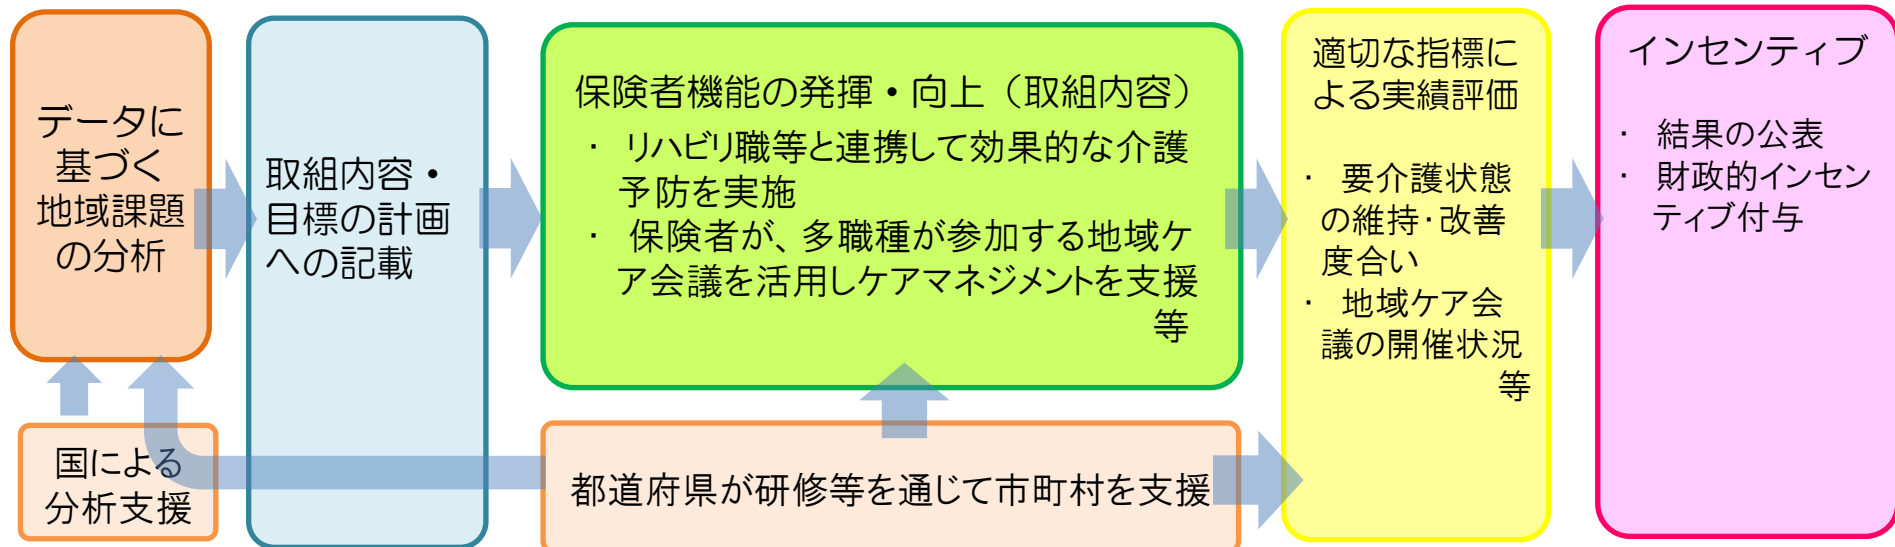 データに
基づく
地域課題
の分析
国による
分析支援
取組内容・
目標の計画
への記載
保険者機能の発揮・向上（取組内容）
・ リハビリ職等と連携して効果的な介護
予防を実施
・ 保険者が、多職種が参加する地域ケ
ア会議を活用しケアマネジメントを支援
等
都道府県が研修等を通じて市町村を支援
適切な指標に
よる実績評価
・ 要介護状態
の維持・改善
度合い
・ 地域ケア会
議の開催状況
等
インセンティブ
・ 結果の公表
・ 財政的インセン
ティブ付与